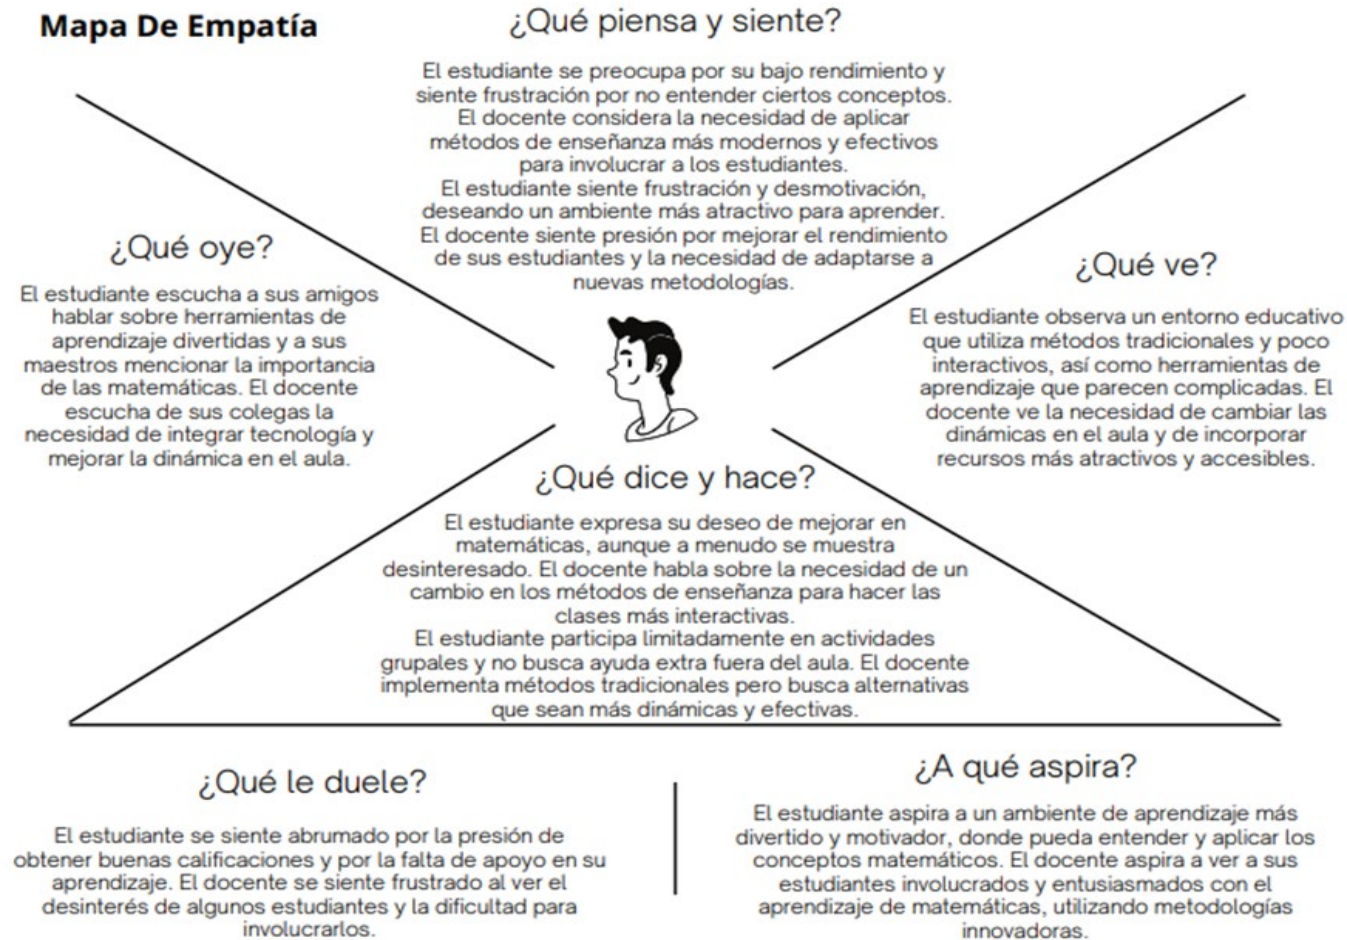 Mapa De Empatía
¿Qué piensa y siente?
El estudiante se preocupa por su bajo rendimiento y
siente frustración por no entender ciertos conceptos.
El docente considera la necesidad de aplicar
métodos de enseñanza más modernos y efectivos
para involucrar a los estudiantes.
El estudiante siente frustración y desmotivación,
deseando un ambiente más atractivo para aprender.
El docente siente presión por mejorar el rendimiento
de sus estudiantes y la necesidad de adaptarse a
nuevas metodologías.
¿Qué oye?
El estudiante escucha a sus amigos
hablar sobre herramientas de
aprendizaje divertidas y a sus
maestros mencionar la importancia
de las matemáticas. El docente
escucha de sus colegas la
necesidad de integrar tecnología y
mejorar la dinámica en el aula.
¿Qué ve?
El estudiante observa un entorno educativo
que utiliza métodos tradicionales y poco
interactivos, así como herramientas de
aprendizaje que parecen complicadas. El
docente ve la necesidad de cambiar las
dinámicas en el aula y de incorporar
recursos más atractivos y accesibles.
¿Qué dice y hace?
El estudiante expresa su deseo de mejorar en
matemáticas, aunque a menudo se muestra
desinteresado. El docente habla sobre la necesidad de un
cambio en los métodos de enseñanza para hacer las
clases más interactivas.
El estudiante participa limitadamente en actividades
grupales y no busca ayuda extra fuera del aula. El docente
implementa métodos tradicionales pero busca alternativas
que sean más dinámicas y efectivas.
¿Qué le duele?
El estudiante se siente abrumado por la presión de
obtener buenas calificaciones y por la falta de apoyo en su
aprendizaje. El docente se siente frustrado al ver el
desinterés de algunos estudiantes y la dificultad para
involucrarlos.
¿A qué aspira?
El estudiante aspira a un ambiente de aprendizaje más
divertido y motivador, donde pueda entender y aplicar los
conceptos matemáticos. El docente aspira a ver a sus
estudiantes involucrados y entusiasmados con el
aprendizaje de matemáticas, utilizando metodologías
innovadoras.